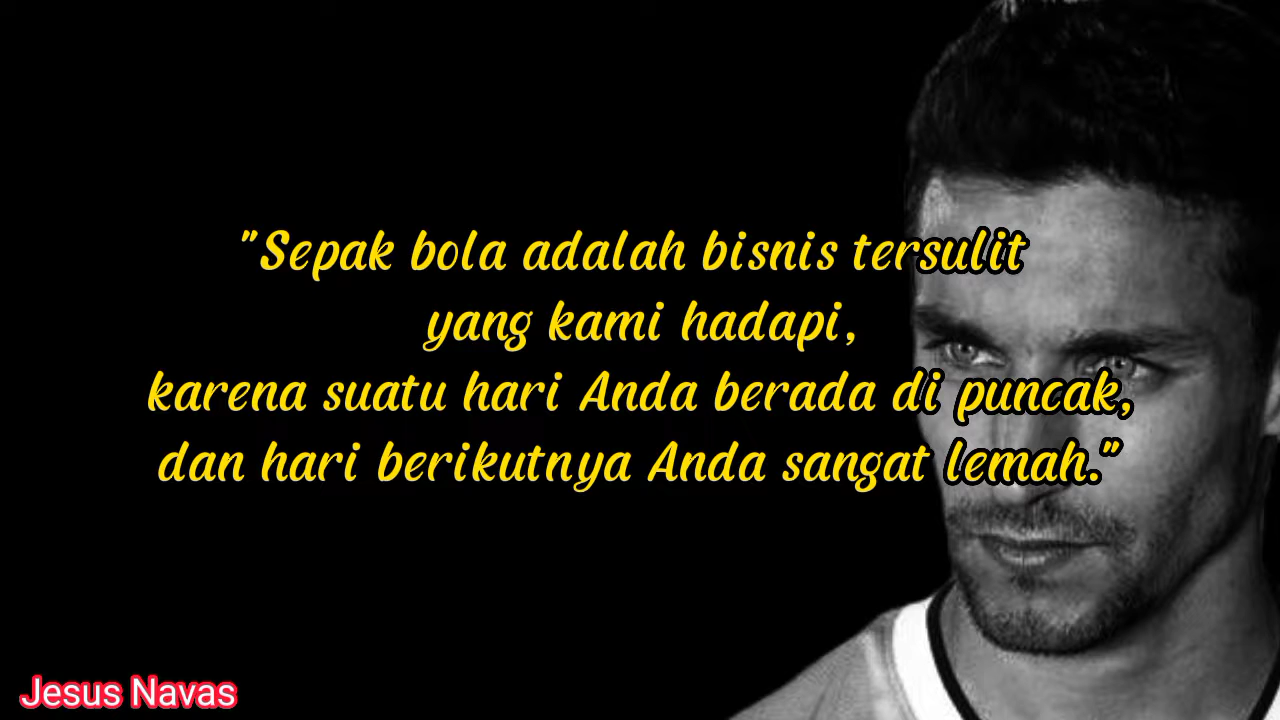 "Sepak bola adalah bisnis tersulit
yang kami hadapi,
karena suatu hari Anda berada di puncak,
dan hari berikutnya Anda sangat lemah."
Jesus Navas